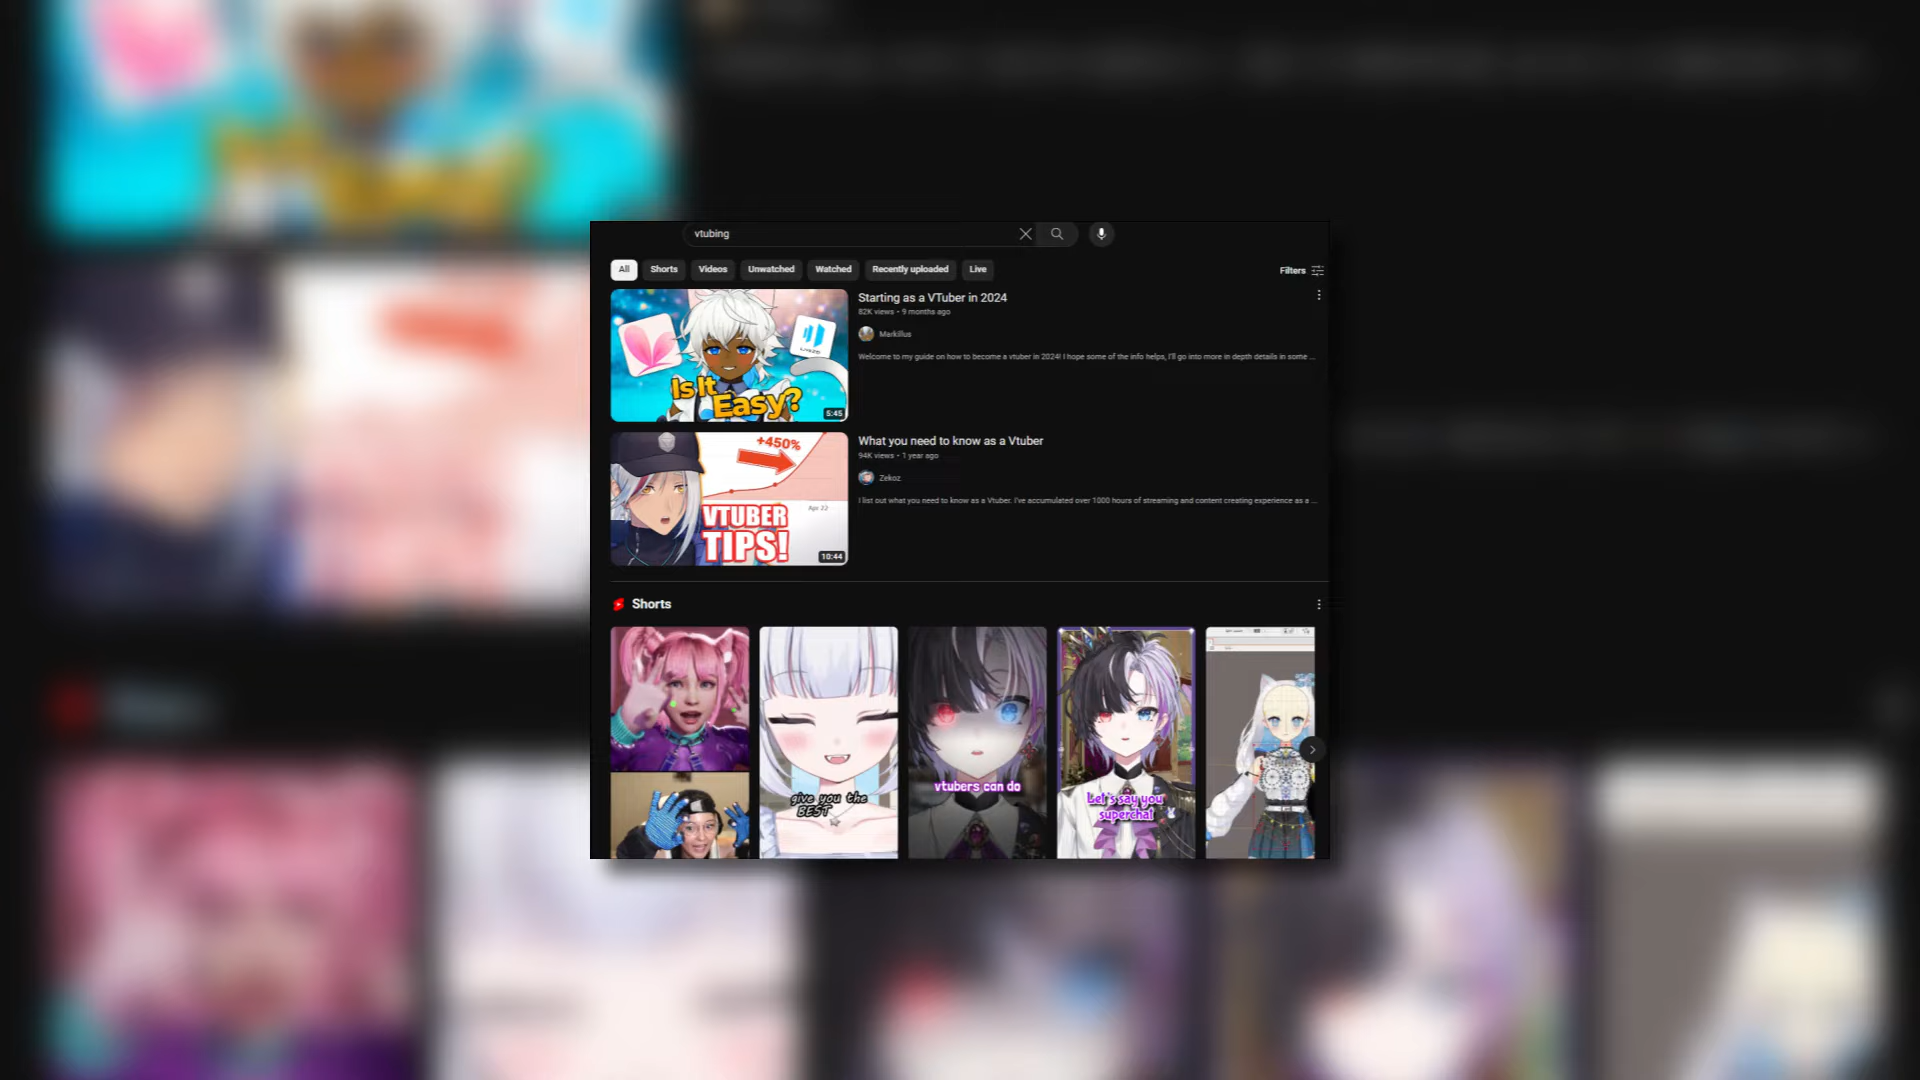 vtubing
All Shorts Videos Unwatched Watched Recently uploaded Live Filters
Is It
Easy?
5:45
Starting as a VTuber in 2024
82K views • 9 months ago
Markillus
Welcome to my guide on how to become a vtuber in 2024! I hope some of the info helps, I'll go into more in depth details in some ...
+450%
Apr 22
VTUBER
TIPS!
10:44
What you need to know as a Vtuber
94K views • 1 year ago
Zekoz
I list out what you need to know as a Vtuber. I've accumulated over 1000 hours of streaming and content creating experience as a ...
Shorts
give you the
BEST
vtubers can do
Let's say you
superchat